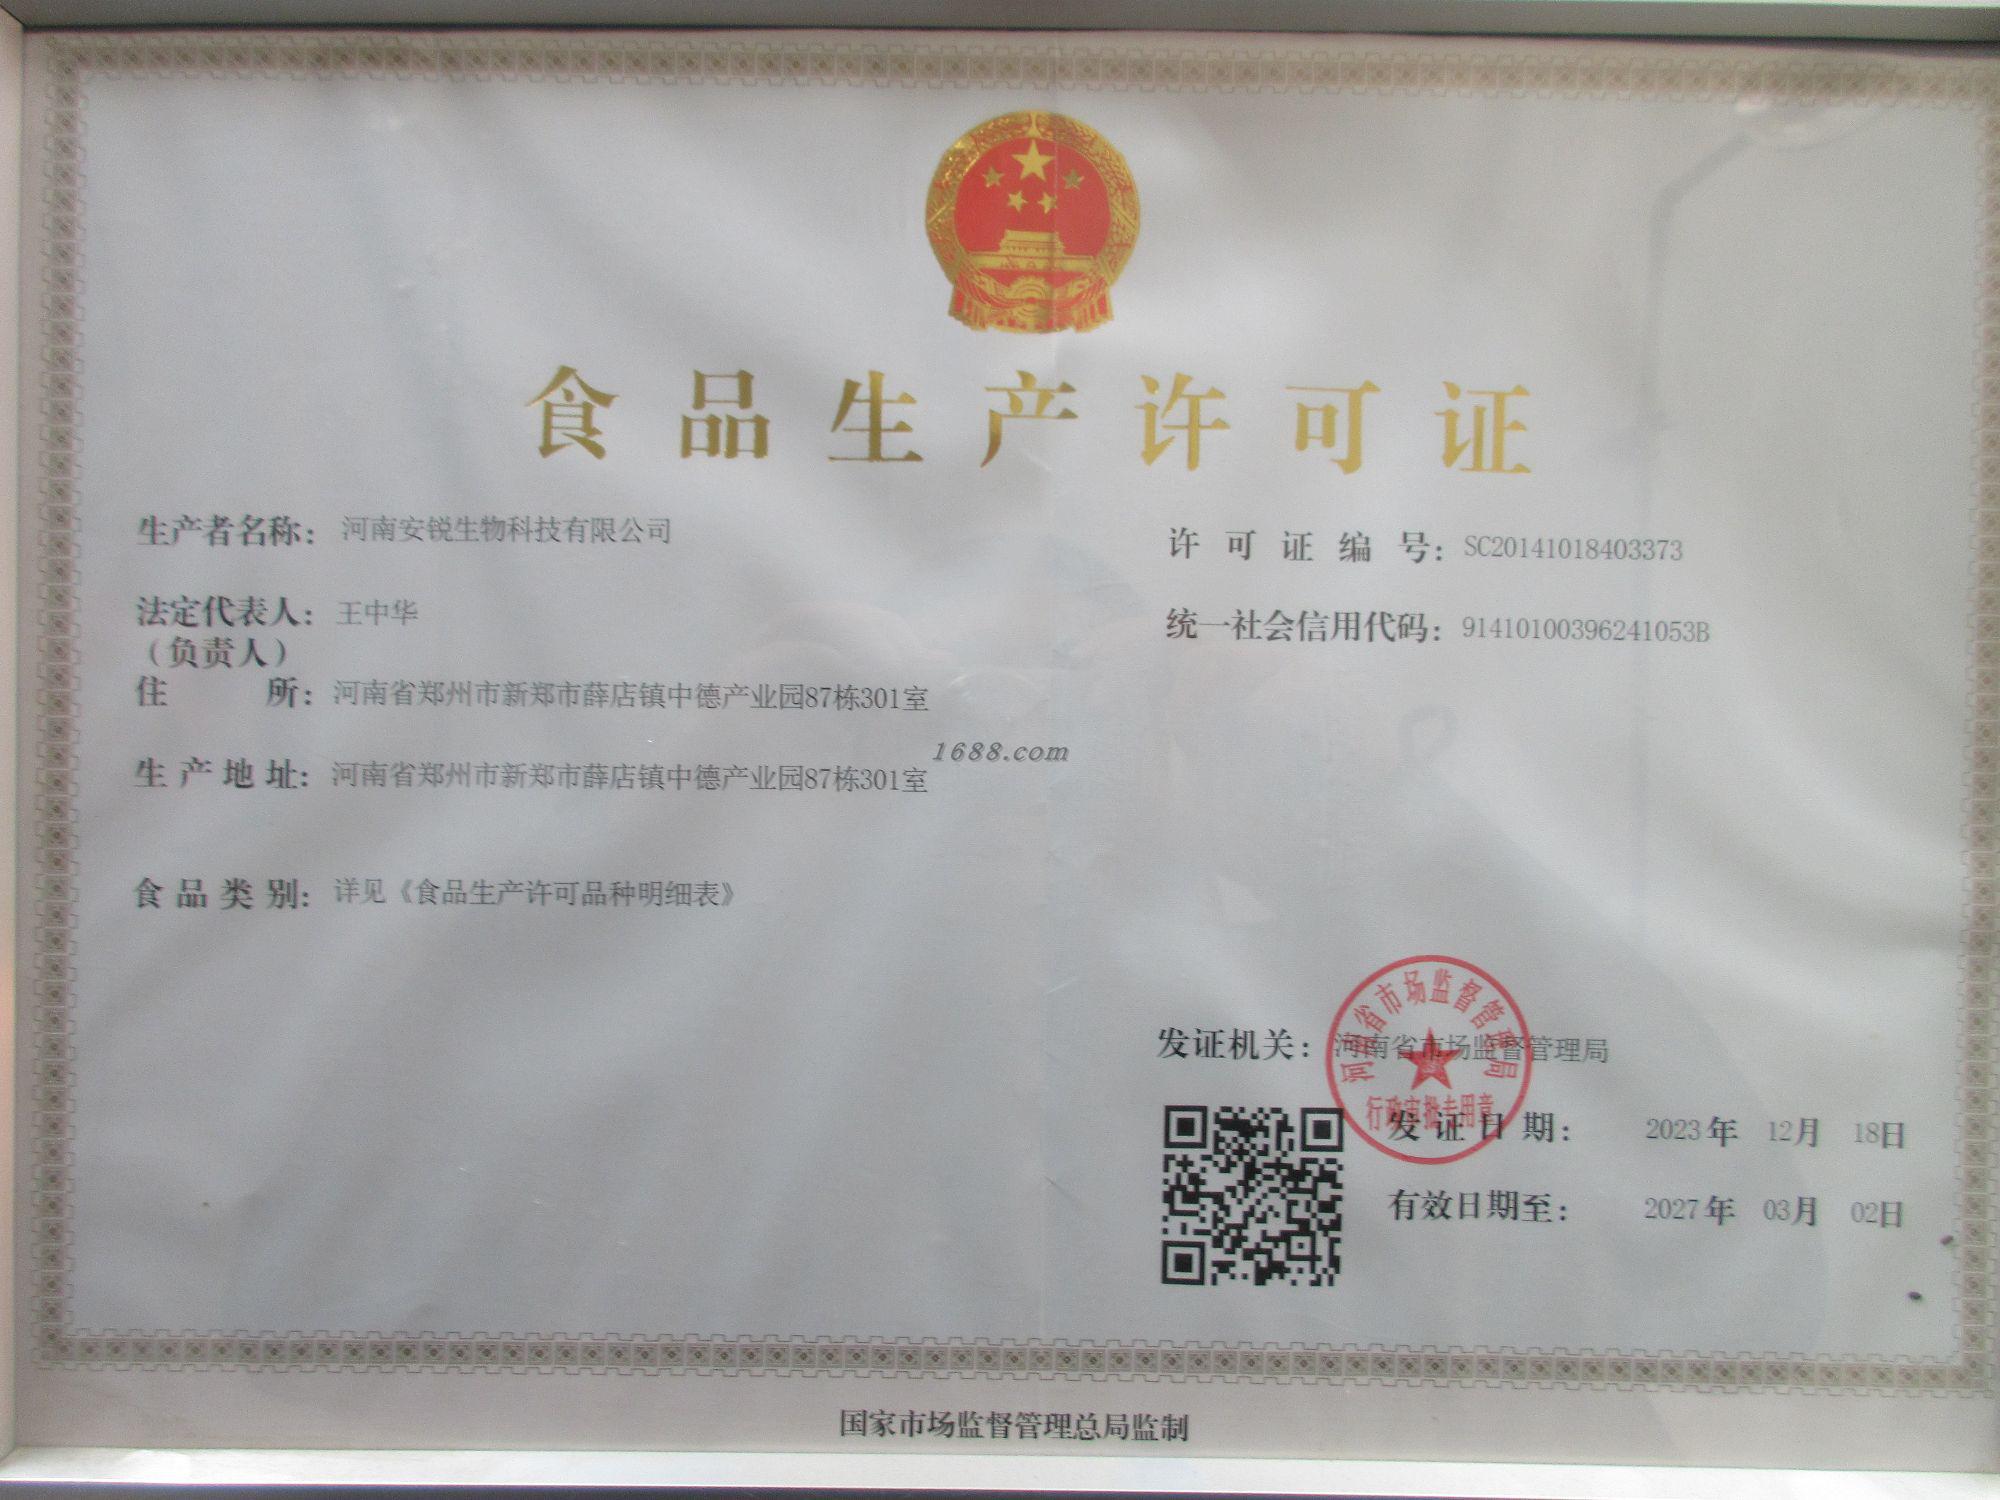 食品生产许可证
生产者名称： 河南安锐生物科技有限公司
许可证编号： SC20141018403373
法定代表人： 王中华
（负责人）
统一社会信用代码： 91410100396241053B
住所： 河南省郑州市新郑市薛店镇中德产业园87栋301室
生产地址： 河南省郑州市新郑市薛店镇中德产业园87栋301室
1688.com
食品类别： 详见《食品生产许可品种明细表》
发证机关： 河南省市场监督管理局
河南省市场监督管理局
行政审批专用章
发证日期： 2023年 12月 18日
有效日期至： 2027年 03月 02日
国家市场监督管理总局监制